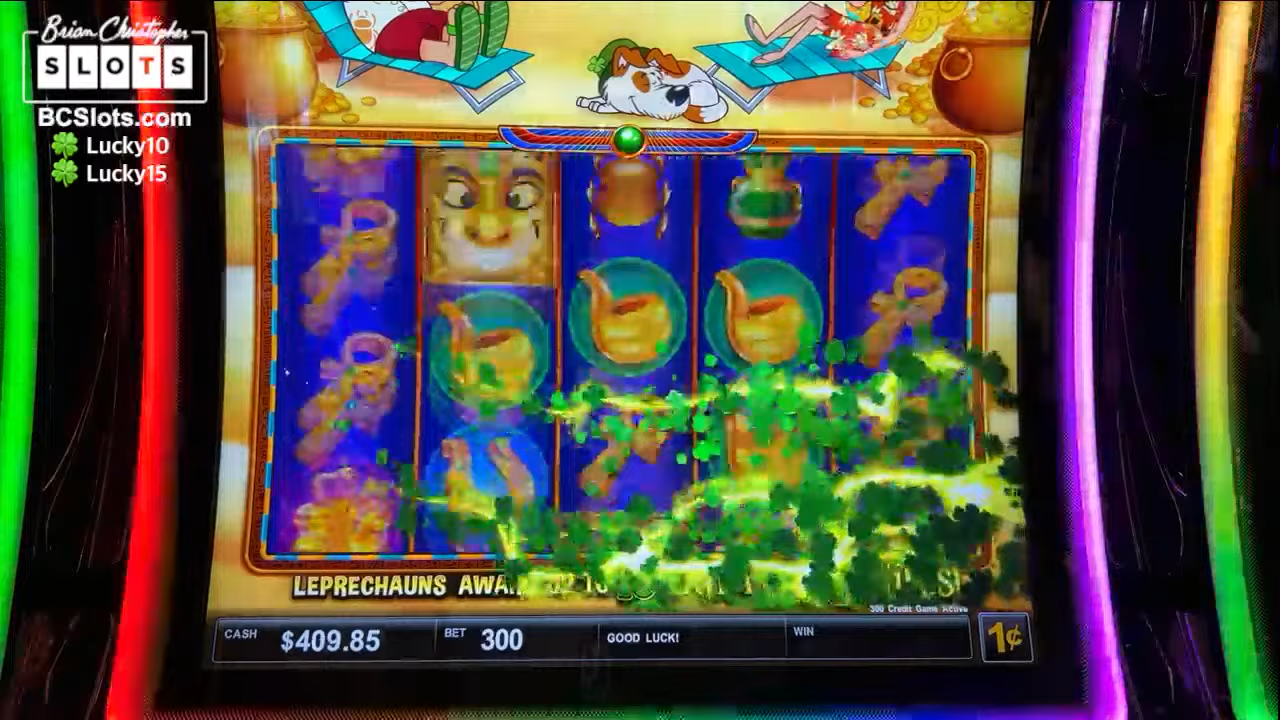 Brian Christopher
SLOTS
BCSlots.com
Lucky10
Lucky15
LEPRECHAUNS
300 Credit Game Active
CASH $409.85 BET 300 GOOD LUCK! WIN 1¢